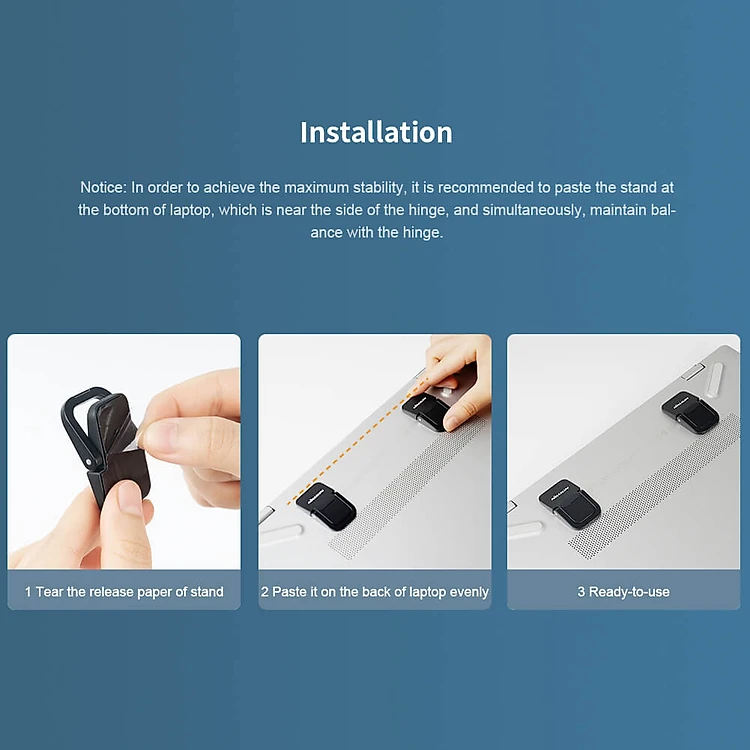 Installation
Notice: In order to achieve the maximum stability, it is recommended to paste the stand at
the bottom of laptop, which is near the side of the hinge, and simultaneously, maintain bal-
ance with the hinge.
1 Tear the release paper of stand
2 Paste it on the back of laptop evenly
3 Ready-to-use